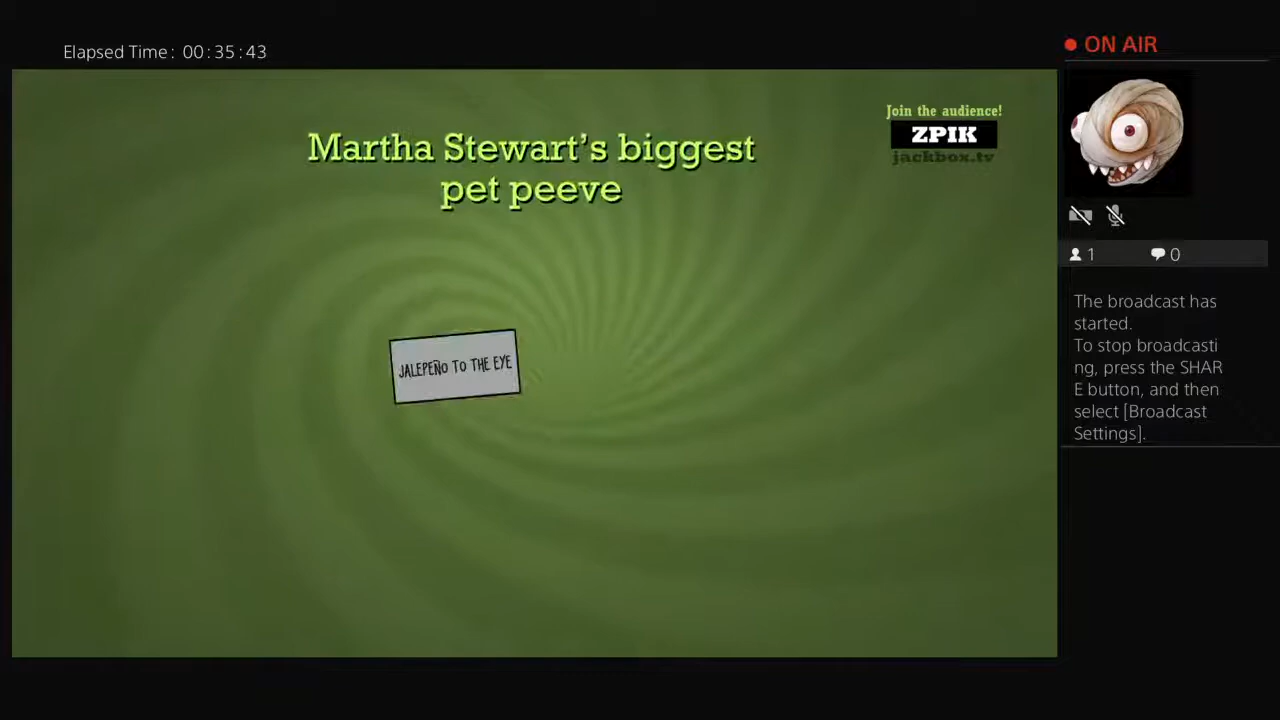 Elapsed Time: 00:35:43
ON AIR
Join the audience!
ZPIK
jackbox.tv
Martha Stewart's biggest
pet peeve
JALEPEÑO TO THE EYE
1
0
The broadcast has
started.
To stop broadcasti
ng, press the SHAR
E button, and then
select [Broadcast
Settings].